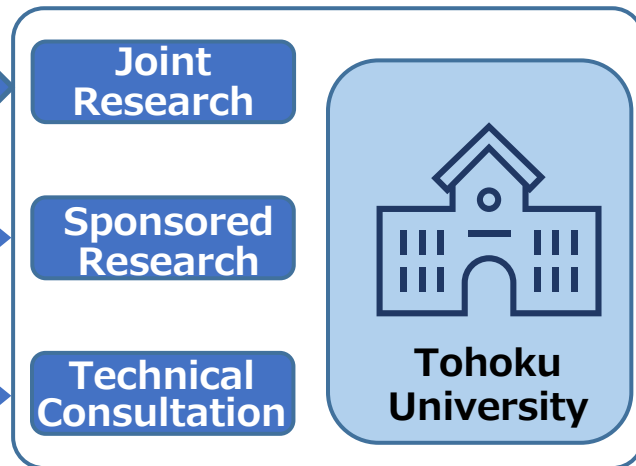 Joint
Research
Sponsored
Research
Technical
Consultation
Tohoku
University